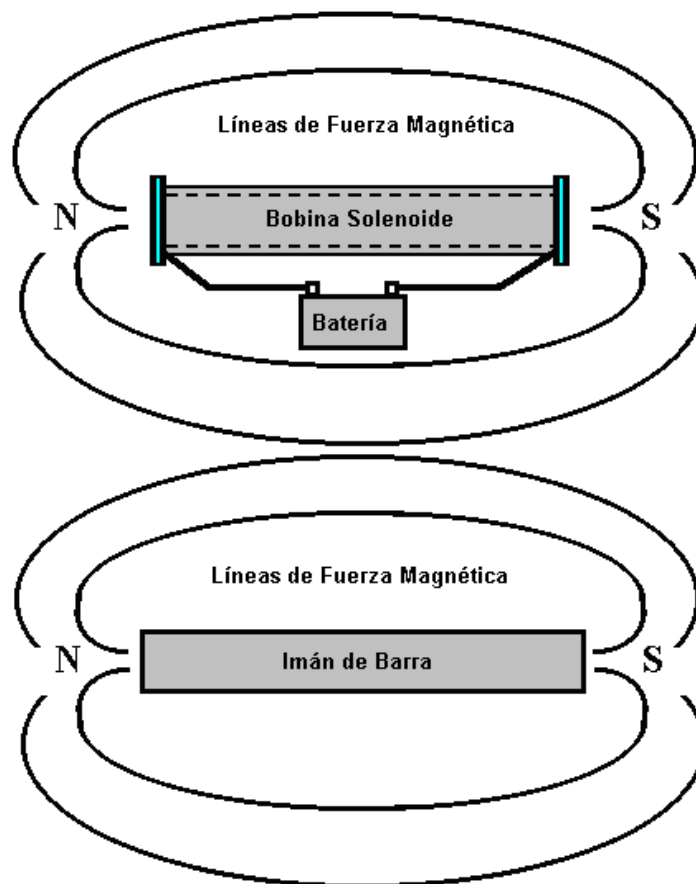 Líneas de Fuerza Magnética
N
Bobina Solenoide
S
Batería
Líneas de Fuerza Magnética
N
Imán de Barra
S